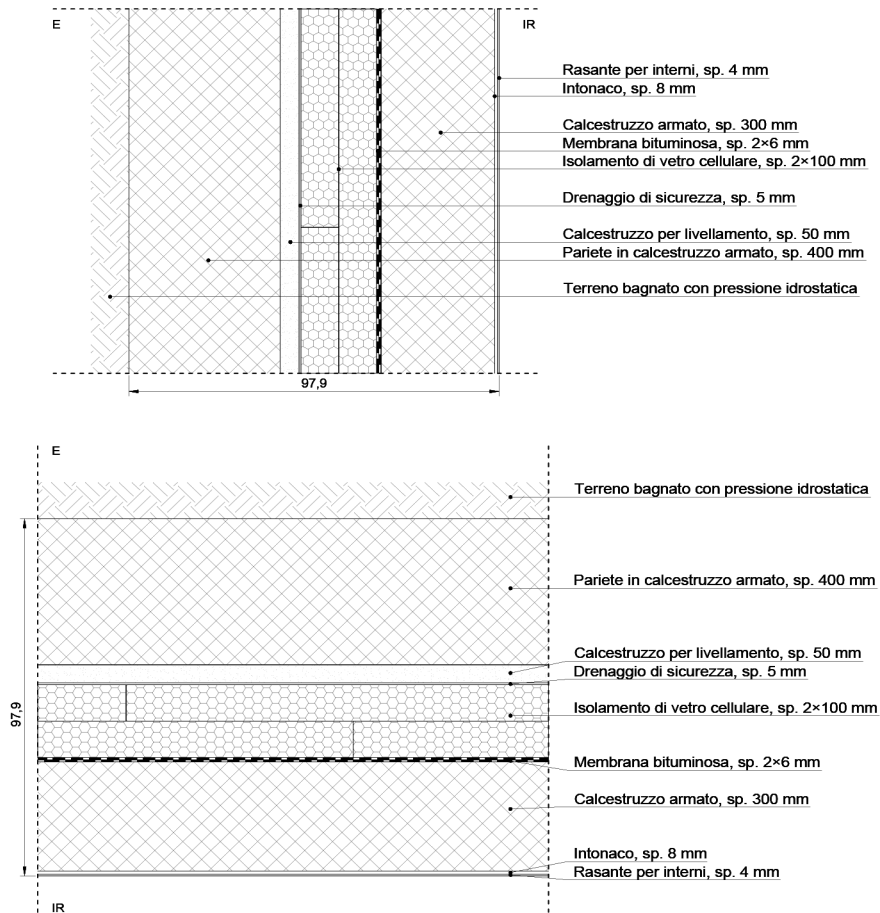 E
IR
Rasante per interni, sp. 4 mm
Intonaco, sp. 8 mm
Calcestruzzo armato, sp. 300 mm
Membrana bituminosa, sp. 2×6 mm
Isolamento di vetro cellulare, sp. 2×100 mm
Drenaggio di sicurezza, sp. 5 mm
Calcestruzzo per livellamento, sp. 50 mm
Pariete in calcestruzzo armato, sp. 400 mm
Terreno bagnato con pressione idrostatica
97,9
E
Terreno bagnato con pressione idrostatica
Pariete in calcestruzzo armato, sp. 400 mm
Calcestruzzo per livellamento, sp. 50 mm
Drenaggio di sicurezza, sp. 5 mm
97,9
Isolamento di vetro cellulare, sp. 2×100 mm
Membrana bituminosa, sp. 2×6 mm
Calcestruzzo armato, sp. 300 mm
Intonaco, sp. 8 mm
Rasante per interni, sp. 4 mm
IR